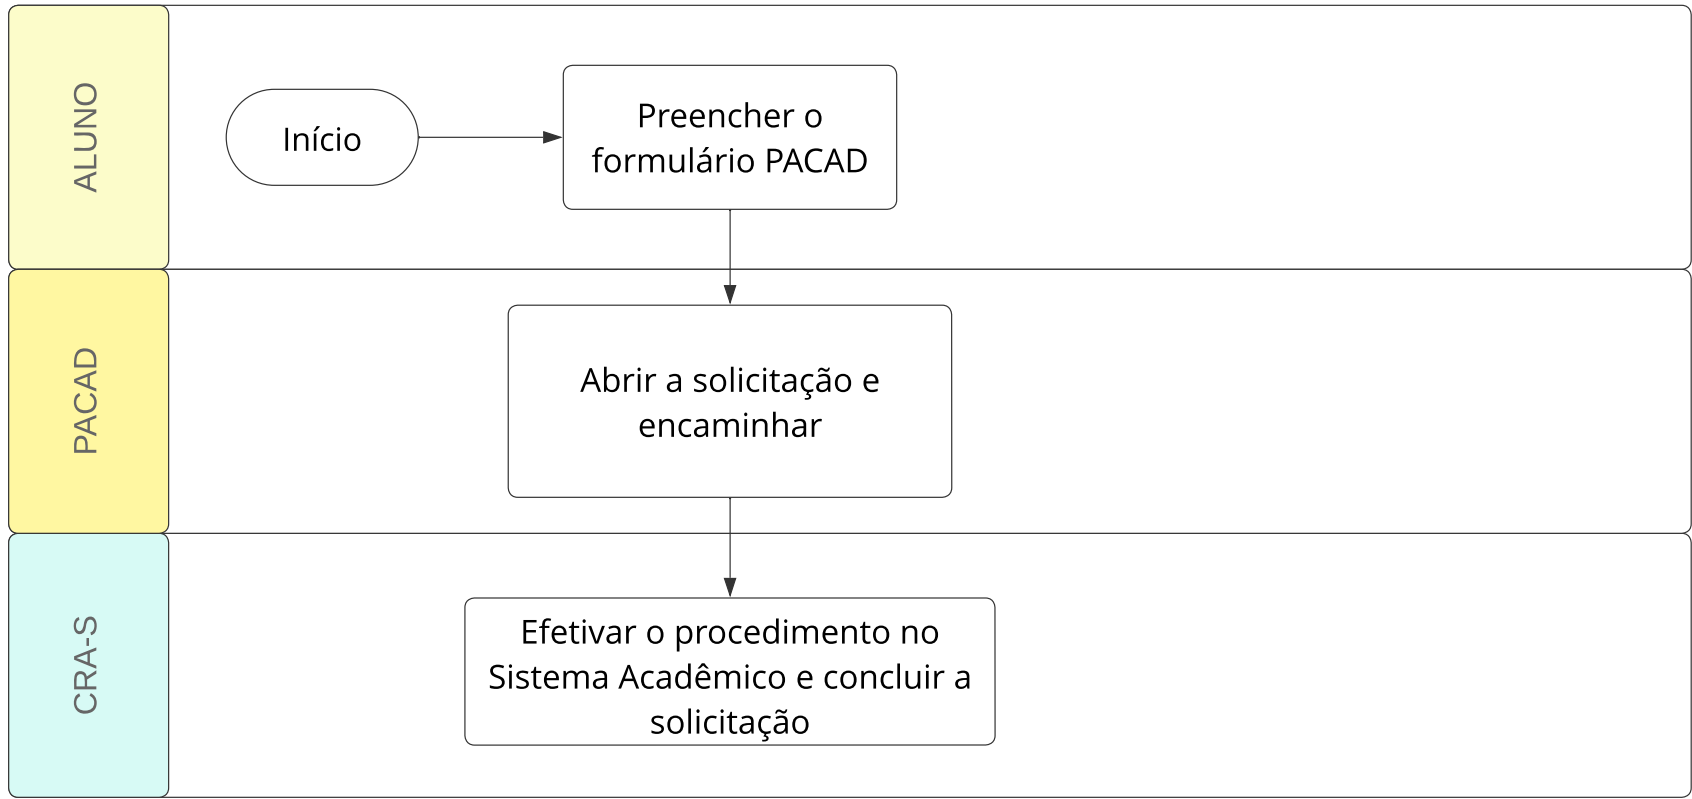 ALUNO
Início
Preencher o
formulário PACAD
PACAD
Abrir a solicitação e
encaminhar
CRA-S
Efetivar o procedimento no
Sistema Acadêmico e concluir a
solicitação